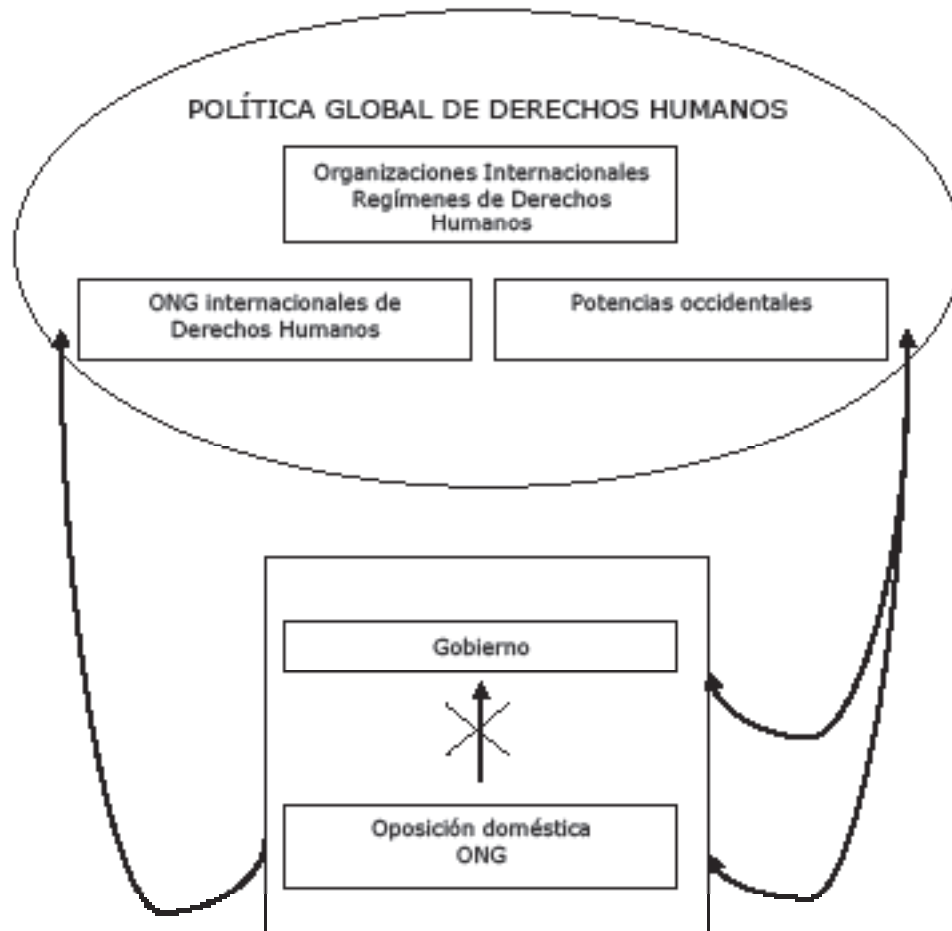 POLÍTICA GLOBAL DE DERECHOS HUMANOS
Organizaciones Internacionales
Regímenes de Derechos
Humanos
ONG internacionales de
Derechos Humanos
Potencias occidentales
Gobierno
Oposición doméstica
ONG